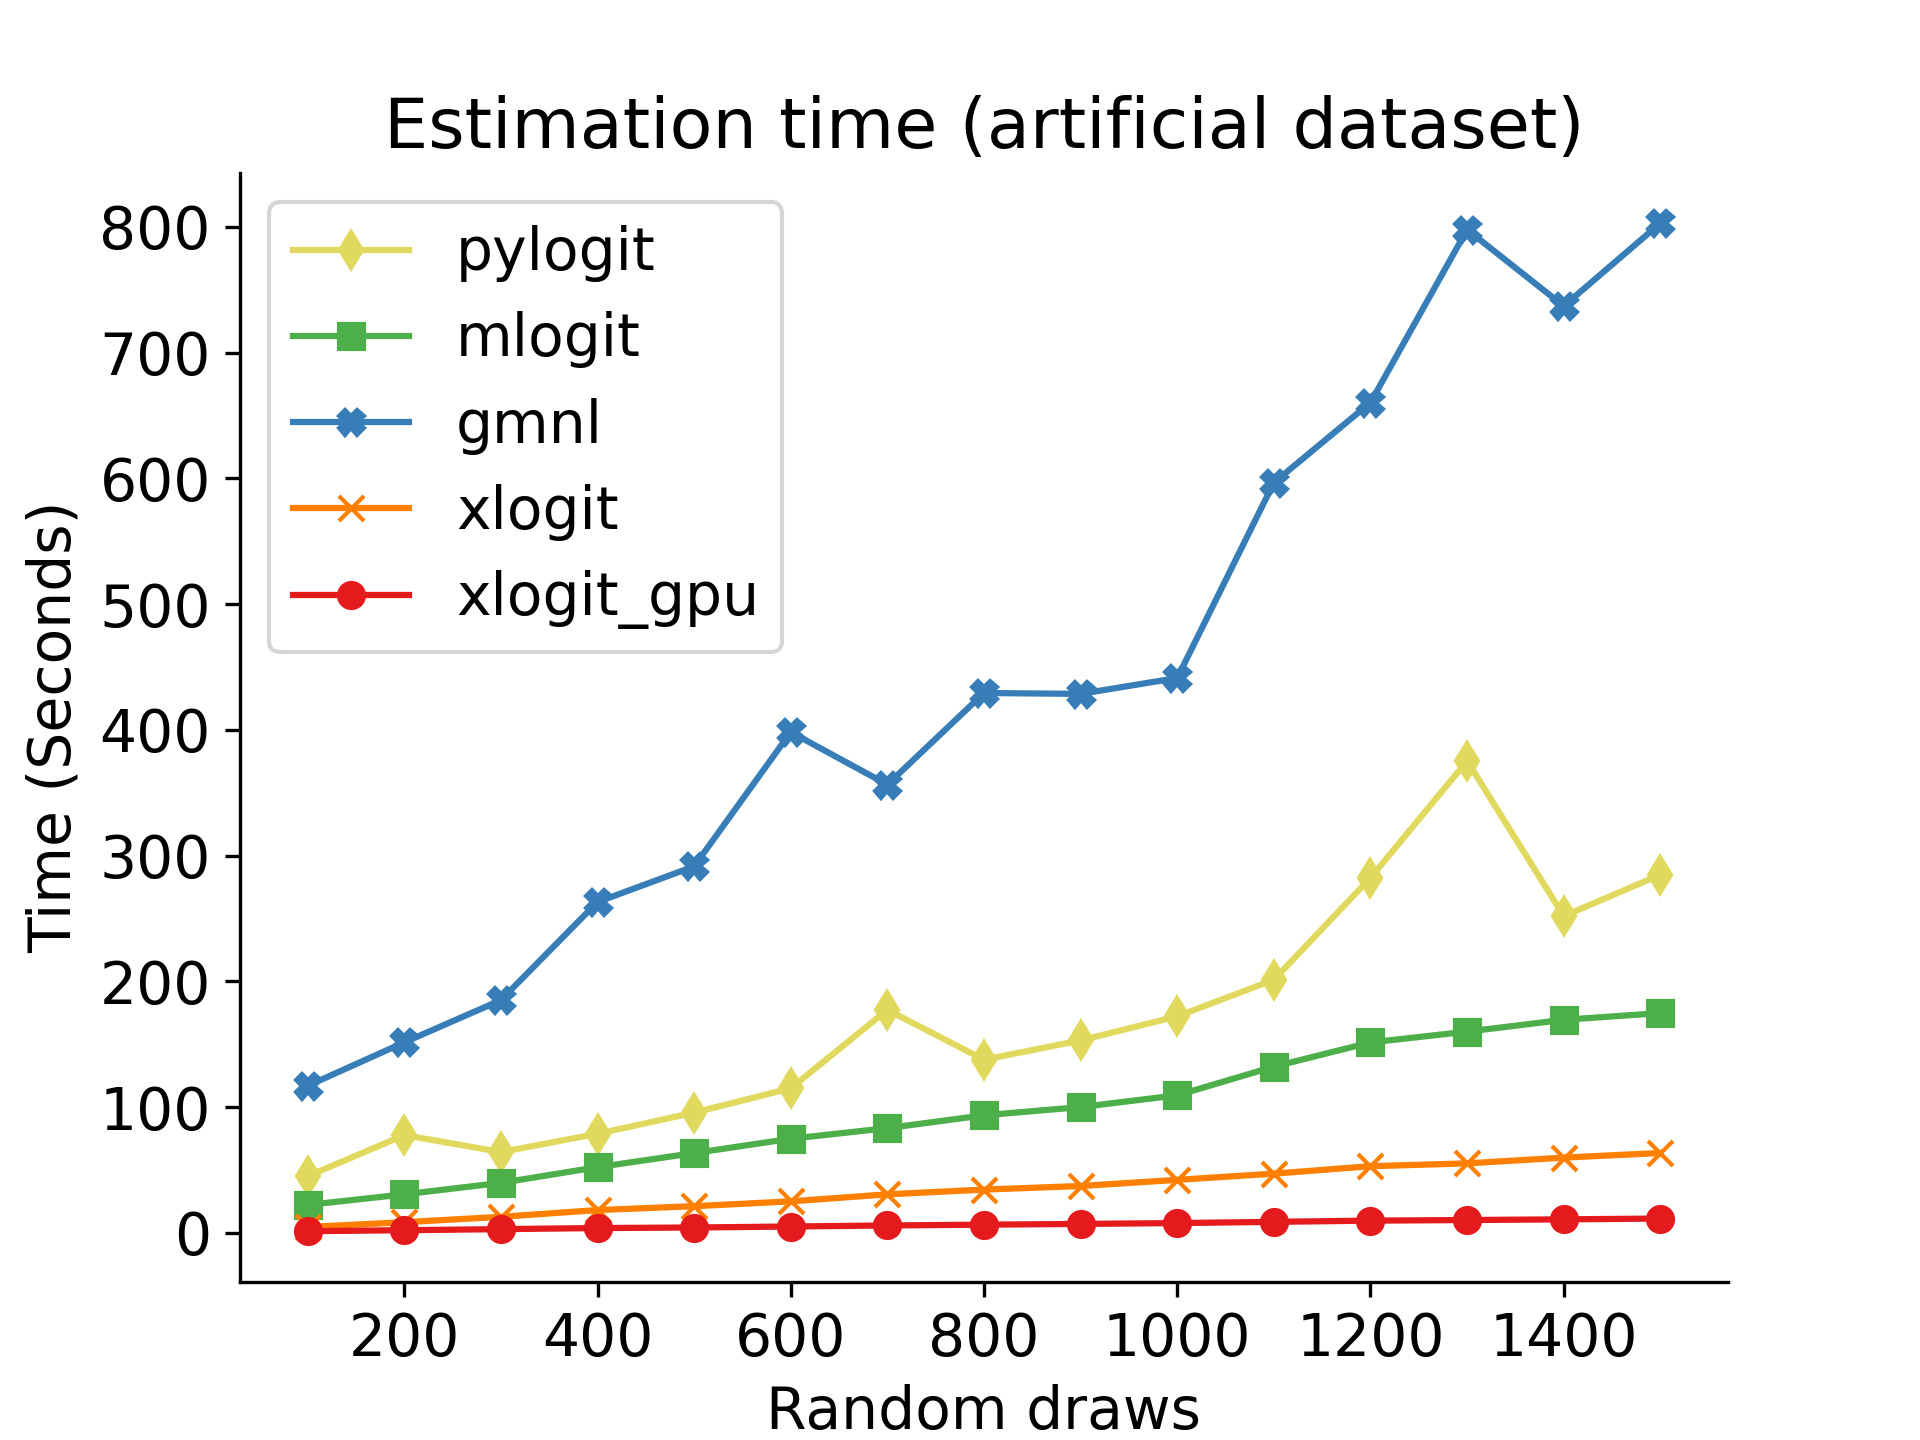 Estimation time (artificial dataset)
pylogit
mlogit
gmnl
xlogit
xlogit_gpu
Time (Seconds)
800
700
600
500
400
300
200
100
0
200 400 600 800 1000 1200 1400
Random draws